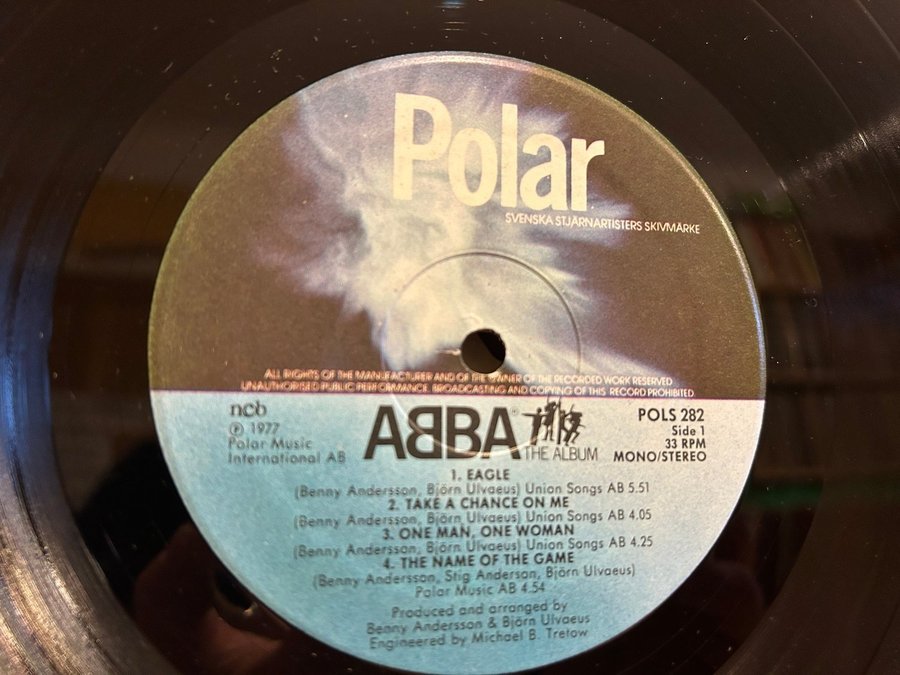 Polar
SVENSKA STJÄRNARTISTERS SKIVMÄRKE
ALL RIGHTS OF THE MANUFACTURER AND OF THE OWNER OF THE RECORDED WORK RESERVED
UNAUTHORISED PUBLIC PERFORMANCE, BROADCASTING AND COPYING OF THIS RECORD PROHIBITED
ncb
℗ 1977
Polar Music
International AB
ABBA®
THE ALBUM
POLS 282
Side 1
33 RPM
MONO/STEREO
1. EAGLE
(Benny Andersson, Björn Ulvaeus) Union Songs AB 5.51
2. TAKE A CHANCE ON ME
(Benny Andersson, Björn Ulvaeus) Union Songs AB 4.05
3. ONE MAN, ONE WOMAN
(Benny Andersson, Björn Ulvaeus) Union Songs AB 4.25
4. THE NAME OF THE GAME
(Benny Andersson, Stig Anderson, Björn Ulvaeus)
Polar Music AB 4.54
Produced and arranged by
Benny Andersson & Björn Ulvaeus
Engineered by Michael B. Tretow